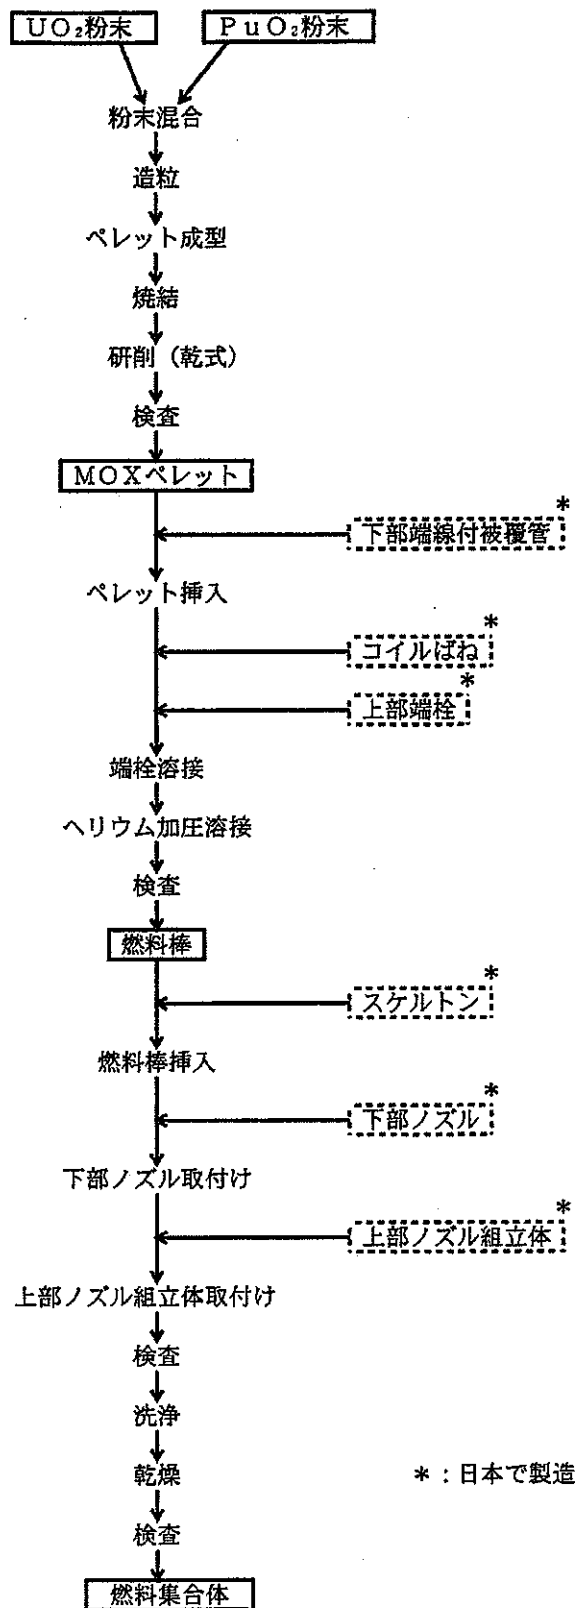 UO₂粉末 PuO₂粉末
粉末混合
造粒
ペレット成型
焼結
研削（乾式）
検査
MOXペレット
*
下部端線付被覆管
ペレット挿入
*
コイルばね
*
上部端栓
端栓溶接
ヘリウム加圧溶接
検査
燃料棒
*
スケルトン
燃料棒挿入
*
下部ノズル
下部ノズル取付け
*
上部ノズル組立体
上部ノズル組立体取付け
検査
洗浄
乾燥
*：日本で製造
検査
燃料集合体